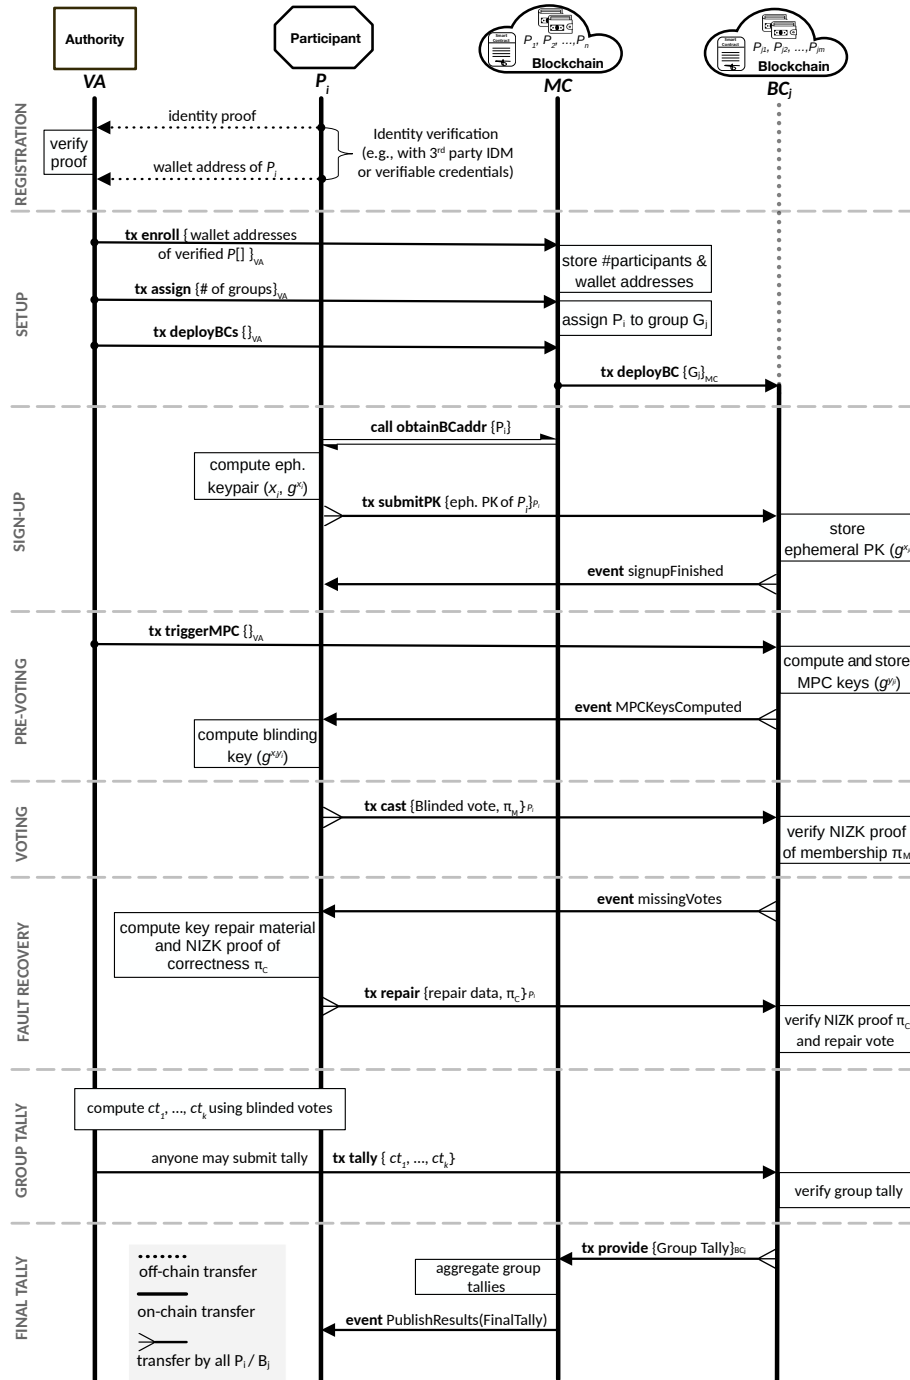 Authority
Participant
Smart
Contract
P1, P2, ...,Pn
Blockchain
Smart
Contract
Pj1, Pj2, ...,Pjm
Blockchain
VA
Pi
MC
BCj
REGISTRATION
identity proof
verify
proof
wallet address of Pi
Identity verification
(e.g., with 3rd party IDM
or verifiable credentials)
SETUP
tx enroll { wallet addresses
of verified P[] }VA
store #participants &
wallet addresses
tx assign {# of groups}VA
assign Pi to group Gj
tx deployBCs {}VA
tx deployBC {Gj}MC
SIGN-UP
call obtainBCaddr {Pi}
compute eph.
keypair (xi, g^xi)
tx submitPK {eph. PK of Pi}Pi
store
ephemeral PK (g^xi
event signupFinished
PRE-VOTING
tx triggerMPC {}VA
compute and store
MPC keys (g^yi)
event MPCKeysComputed
compute blinding
key (g^xiyi)
VOTING
tx cast {Blinded vote, πM}Pi
verify NIZK proof
of membership πM
FAULT RECOVERY
event missingVotes
compute key repair material
and NIZK proof of
correctness πC
tx repair {repair data, πC}Pi
verify NIZK proof πC
and repair vote
GROUP TALLY
compute ct1, ..., ctk using blinded votes
anyone may submit tally tx tally { ct1, ..., ctk}
verify group tally
FINAL TALLY
tx provide {Group Tally}BCj
aggregate group
tallies
event PublishResults(FinalTally)
off-chain transfer
on-chain transfer
transfer by all Pi / Bj